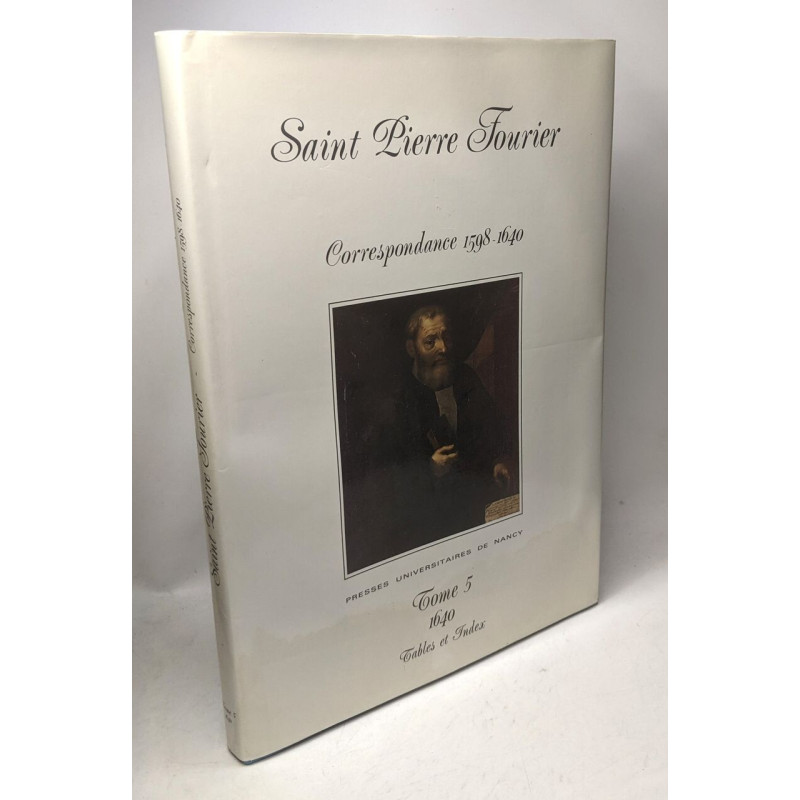 Saint Pierre Fourier
Correspondance 1598-1640
PRESSES UNIVERSITAIRES DE NANCY
Tome 5
1640
Tables et Index
Saint Pierre Fourier - Correspondance 1598-1640